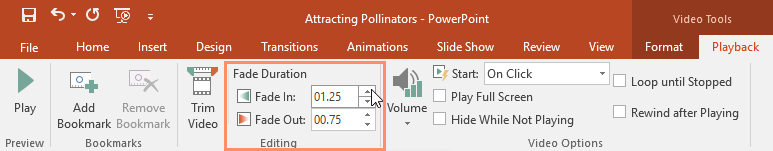 Attracting Pollinators - PowerPoint
Video Tools
File Home Insert Design Transitions Animations Slide Show Review View Format Playback
Play
Add Bookmark
Remove Bookmark
Trim Video
Fade Duration
Fade In: 01.25
Fade Out: 00.75
Volume
Start: On Click
Play Full Screen
Hide While Not Playing
Loop until Stopped
Rewind after Playing
Preview
Bookmarks
Editing
Video Options